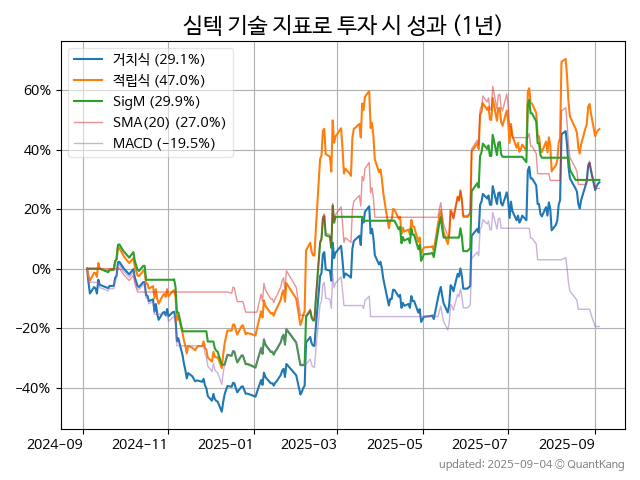 심텍 기술 지표로 투자 시 성과 (1년)
거치식 (29.1%)
적립식 (47.0%)
SigM (29.9%)
SMA(20) (27.0%)
MACD (−19.5%)
60%
40%
20%
0%
−20%
−40%
2024-09
2024-11
2025-01
2025-03
2025-05
2025-07
2025-09
updated: 2025-09-04 © QuantKang